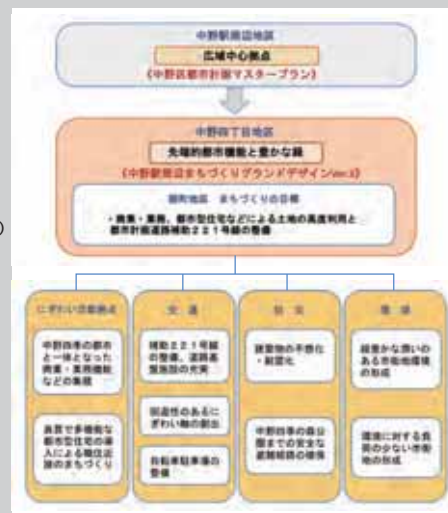 中野駅周辺地区
広域中心拠点
《中野区都市計画マスタープラン》
中野四丁目地区
先端的都市機能と豊かな緑
《中野駅周辺まちづくりグランドデザインVer.3》
囲町地区 まちづくりの目標
・商業・業務、都市型住宅などによる土地の高度利用と
都市計画道路補助221号線の整備
にぎわい活動拠点
中野四季の都市
と一体となった
商業・業務機能
などの集積
良質で多機能な
都市型住宅の導
入による職住近
接のまちづくり
交 通
補助221号線
の整備、道路基
盤施設の充実
回遊性のあるに
ぎわい軸の創出
自転車駐車場の
整備
防 災
建築物の不燃化
・耐震化
中野四季の森公
園までの安全な
避難経路の確保
環 境
緑豊かな潤いの
ある市街地環境
の形成
環境に対する負
荷の少ない市街
地の形成